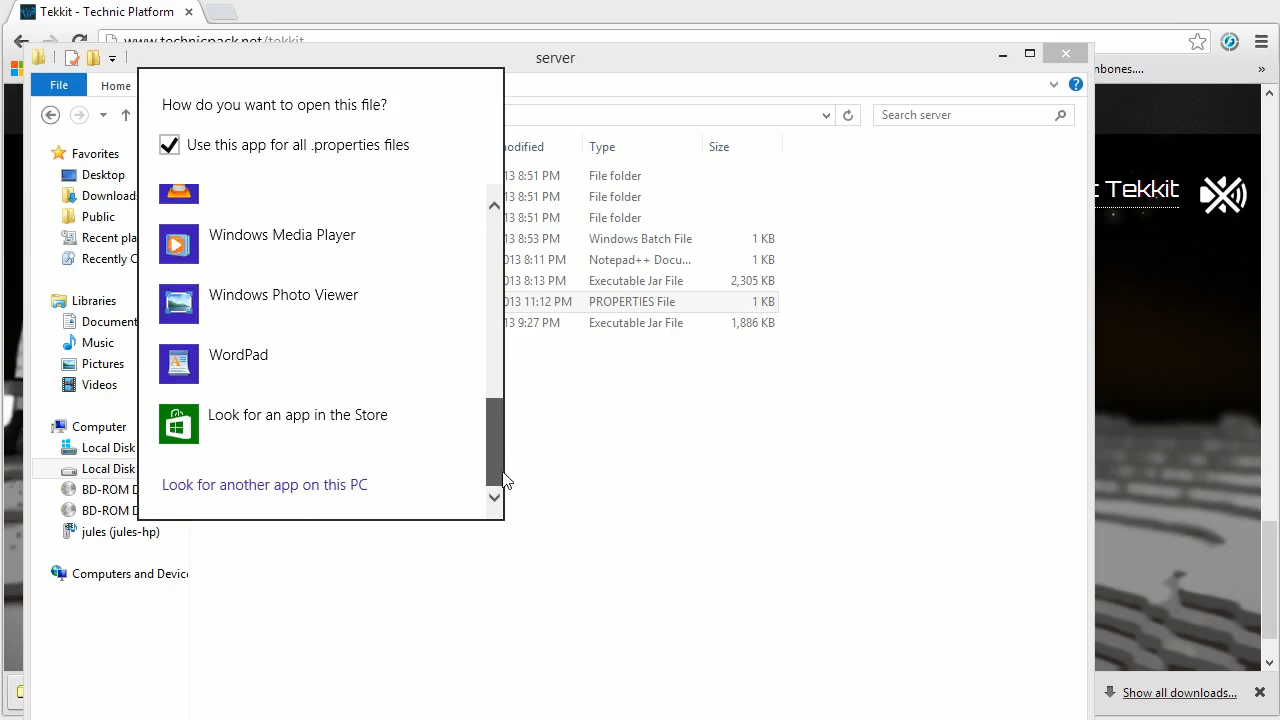 Tekkit - Technic Platform
www.technicpack.net/tekkit
server
File
Home
How do you want to open this file?
Use this app for all .properties files
Windows Media Player
Windows Photo Viewer
WordPad
Look for an app in the Store
Look for another app on this PC
Search server
Type
Size
13 8:51 PM File folder
13 8:51 PM File folder
13 8:51 PM File folder
13 8:53 PM Windows Batch File 1 KB
013 8:11 PM Notepad++ Docu... 1 KB
013 8:13 PM Executable Jar File 2,305 KB
013 11:12 PM PROPERTIES File 1 KB
13 9:27 PM Executable Jar File 1,886 KB
Favorites
Desktop
Public
Recent
Recently
Libraries
Music
Pictures
Videos
Computer
Local Disk
Local Disk
BD-ROM D
BD-ROM D
jules (jules-hp)
Computers and
mbones....
Tekkit
Show all downloads...